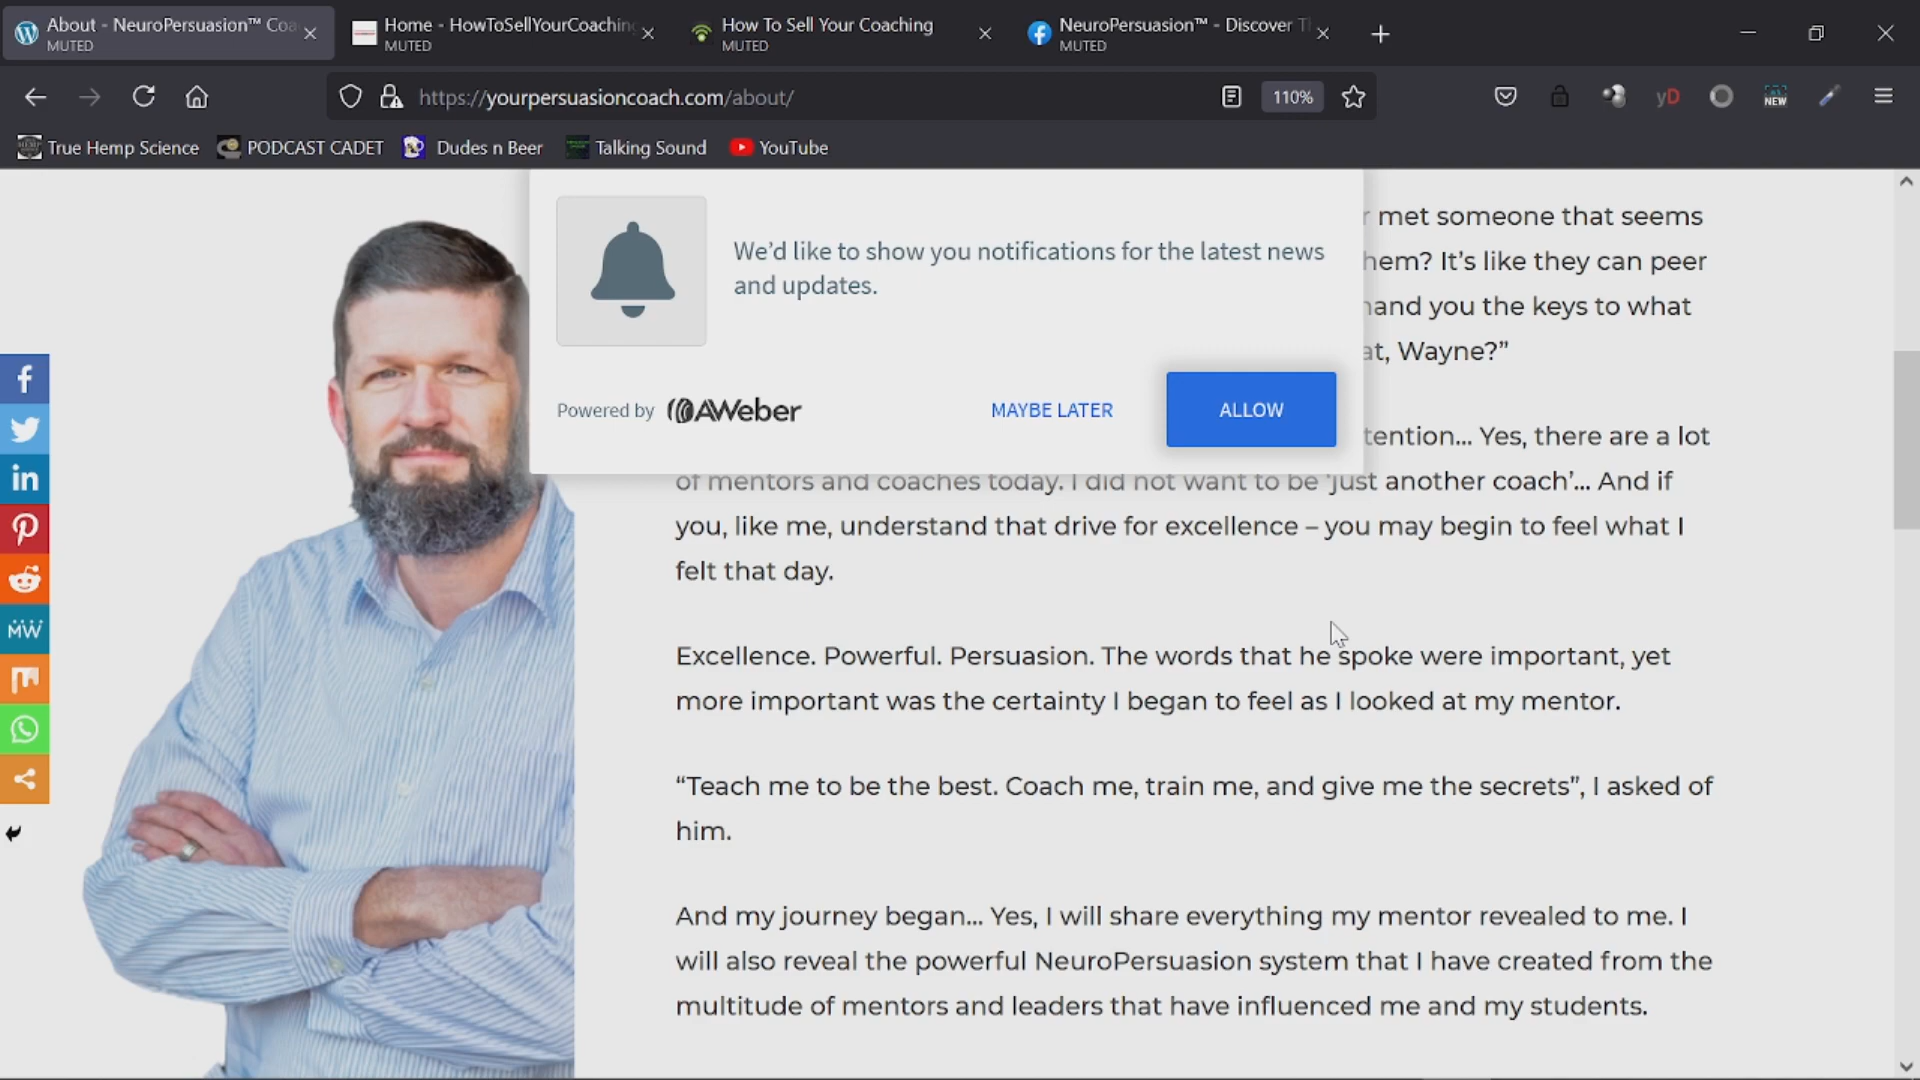 About - NeuroPersuasion™ Coa
MUTED
Home - HowToSellYourCoaching
MUTED
How To Sell Your Coaching
MUTED
NeuroPersuasion™ - Discover Th
MUTED
https://yourpersuasioncoach.com/about/
110%
yD
NEW
True Hemp Science
PODCAST CADET
Dudes n Beer
Talking Sound
YouTube
We’d like to show you notifications for the latest news
and updates.
Powered by AWeber
MAYBE LATER
ALLOW
r met someone that seems
hem? It’s like they can peer
hand you the keys to what
at, Wayne?”
tention... Yes, there are a lot
of mentors and coaches today. I did not want to be ‘just another coach’... And if
you, like me, understand that drive for excellence – you may begin to feel what I
felt that day.
Excellence. Powerful. Persuasion. The words that he spoke were important, yet
more important was the certainty I began to feel as I looked at my mentor.
“Teach me to be the best. Coach me, train me, and give me the secrets”, I asked of
him.
And my journey began... Yes, I will share everything my mentor revealed to me. I
will also reveal the powerful NeuroPersuasion system that I have created from the
multitude of mentors and leaders that have influenced me and my students.
f
in
MW